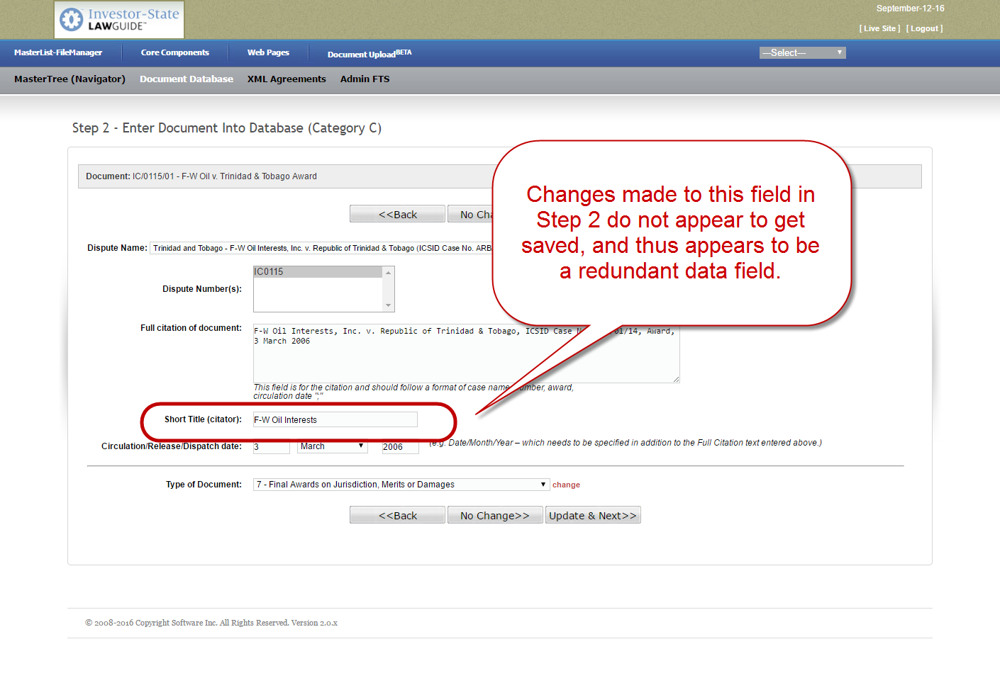 Investor-State
LAWGUIDE™
September-12-16
[ Live Site ] [ Logout ]
MasterList-FileManager Core Components Web Pages Document Upload BETA —Select—
MasterTree (Navigator) Document Database XML Agreements Admin FTS
Step 2 - Enter Document Into Database (Category C)
Document: IC/0115/01 - F-W Oil v. Trinidad & Tobago Award
<<Back No
Changes made to this field in
Step 2 do not appear to get
saved, and thus appears to be
a redundant data field.
Dispute Name: Trinidad and Tobago - F-W Oil Interests, Inc. v. Republic of Trinidad & Tobago (ICSID Case No. ARB
Dispute Number(s): IC0115
Full citation of document: F-W Oil Interests, Inc. v. Republic of Trinidad & Tobago, ICSID Case 01/14, Award,
3 March 2006
This field is for the citation and should follow a format of case name, number, award,
circulation date ";"
Short Title (citator): F-W Oil Interests
Circulation/Release/Dispatch date: 3 March 2006 (e.g. Date/Month/Year – which needs to be specified in addition to the Full Citation text entered above.)
Type of Document: 7 - Final Awards on Jurisdiction, Merits or Damages change
<<Back No Change>> Update & Next>>
© 2008-2016 Copyright Software Inc. All Rights Reserved. Version 2.0.x